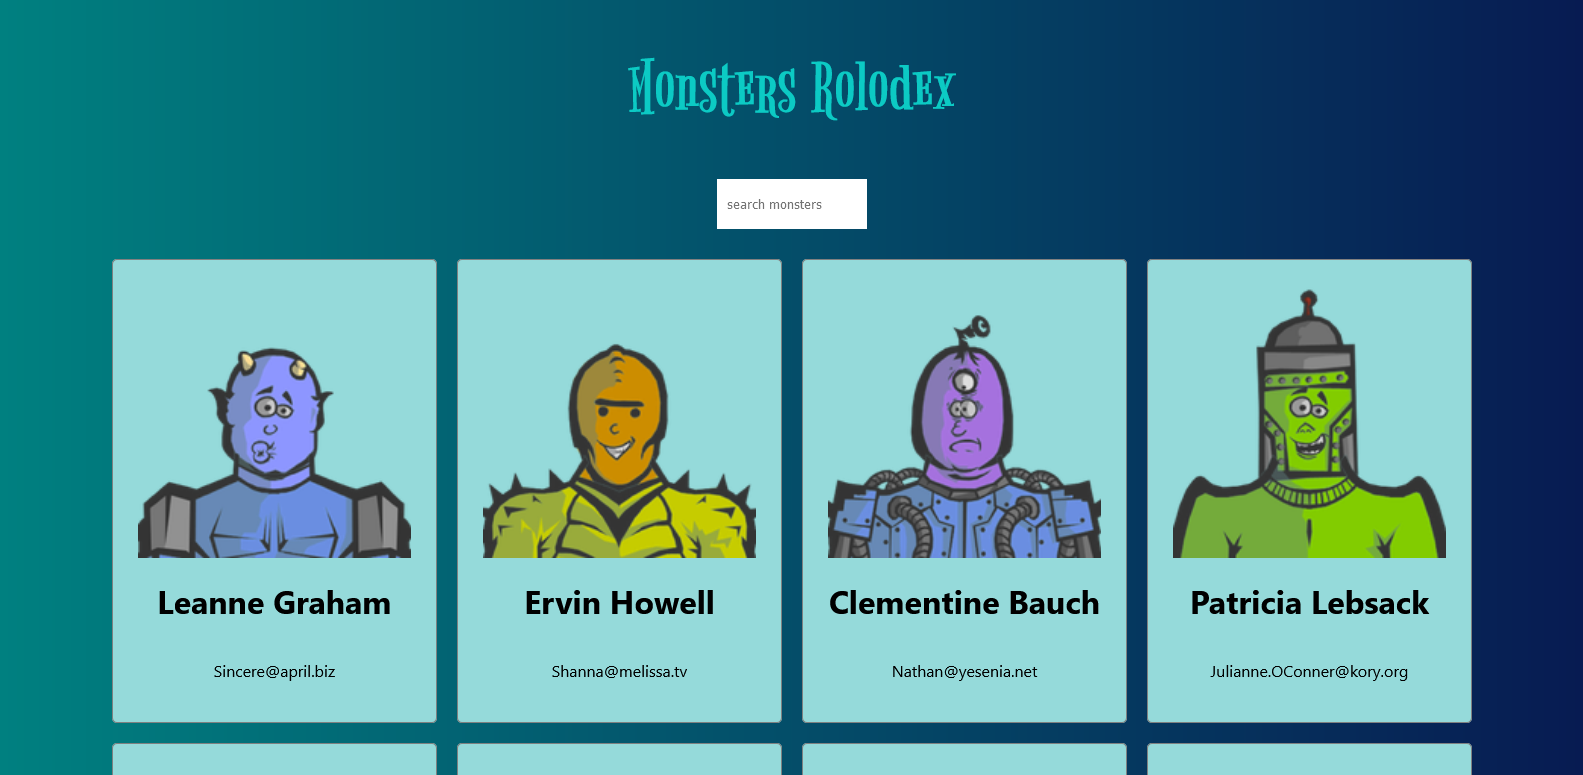 Monsters Rolodex
search monsters
Leanne Graham
Sincere@april.biz
Ervin Howell
Shanna@melissa.tv
Clementine Bauch
Nathan@yesenia.net
Patricia Lebsack
Julianne.OConner@kory.org